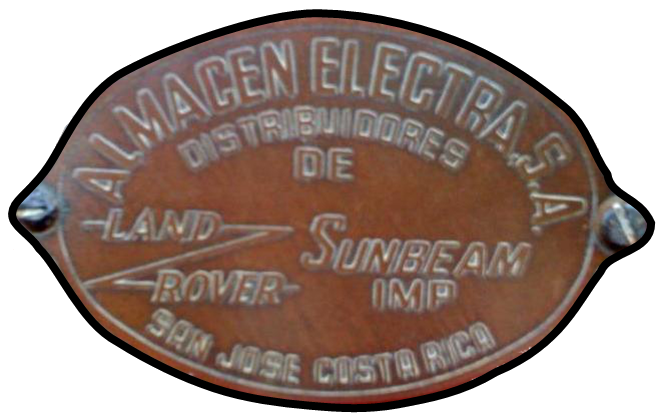 ALMACEN ELECTRA, S.A.
DISTRIBUIDORES
DE
LAND
ROVER
SUNBEAM
IMP
SAN JOSE COSTA RICA